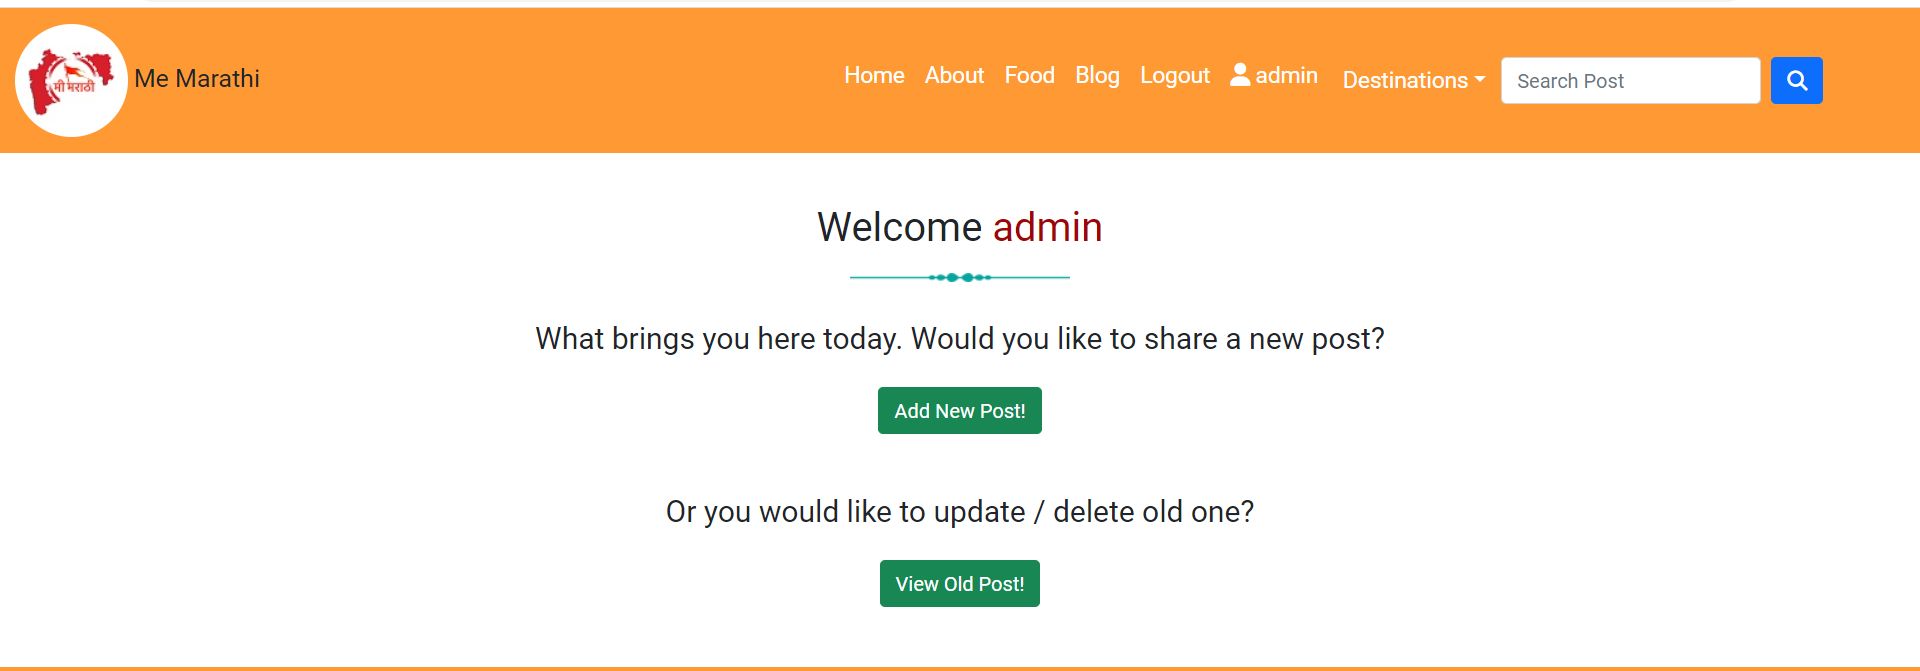 मी मराठी
Me Marathi
Home About Food Blog Logout admin Destinations Search Post
Welcome admin
What brings you here today. Would you like to share a new post?
Add New Post!
Or you would like to update / delete old one?
View Old Post!